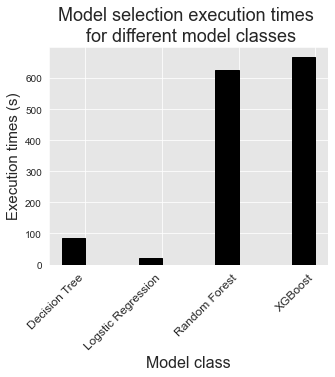 Model selection execution times
for different model classes
Execution times (s)
600
500
400
300
200
100
0
Decision Tree
Logstic Regression
Random Forest
XGBoost
Model class